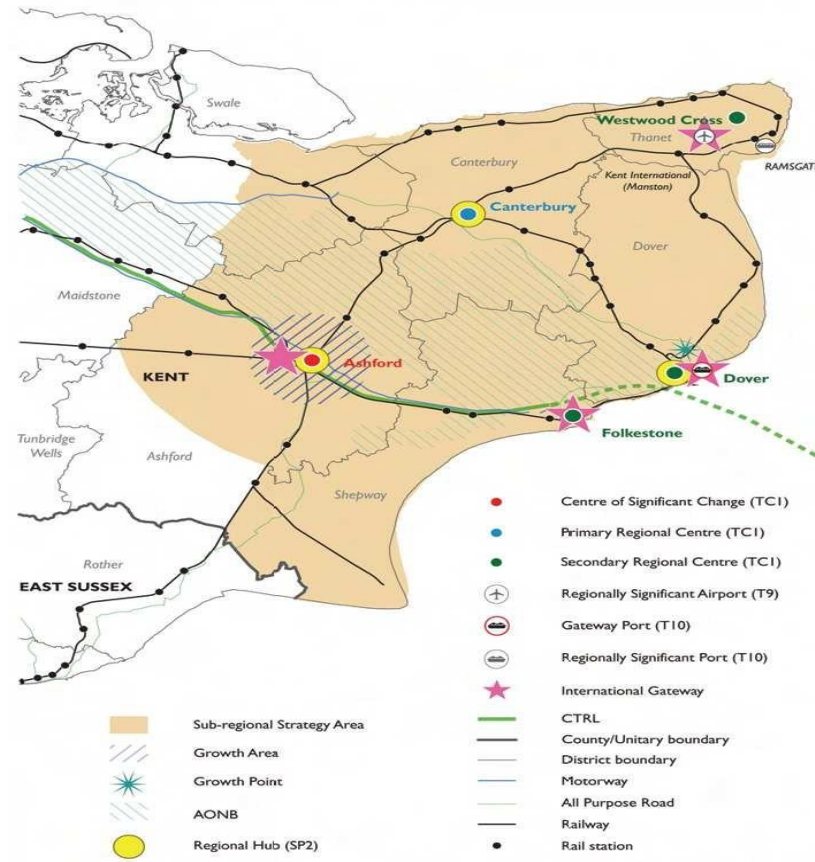 Swale
Westwood Cross
Thanet
Canterbury
RAMSGAT
Kent International
(Manston)
Canterbury
Dover
Maidstone
Ashford
KENT
Dover
Tunbridge
Wells
Folkestone
Ashford
Shepway
Rother
EAST SUSSEX
Centre of Significant Change (TC1)
Primary Regional Centre (TC1)
Secondary Regional Centre (TC1)
Regionally Significant Airport (T9)
Gateway Port (T10)
Regionally Significant Port (T10)
International Gateway
CTRL
County/Unitary boundary
District boundary
Motorway
All Purpose Road
Railway
Rail station
Sub-regional Strategy Area
Growth Area
Growth Point
AONB
Regional Hub (SP2)